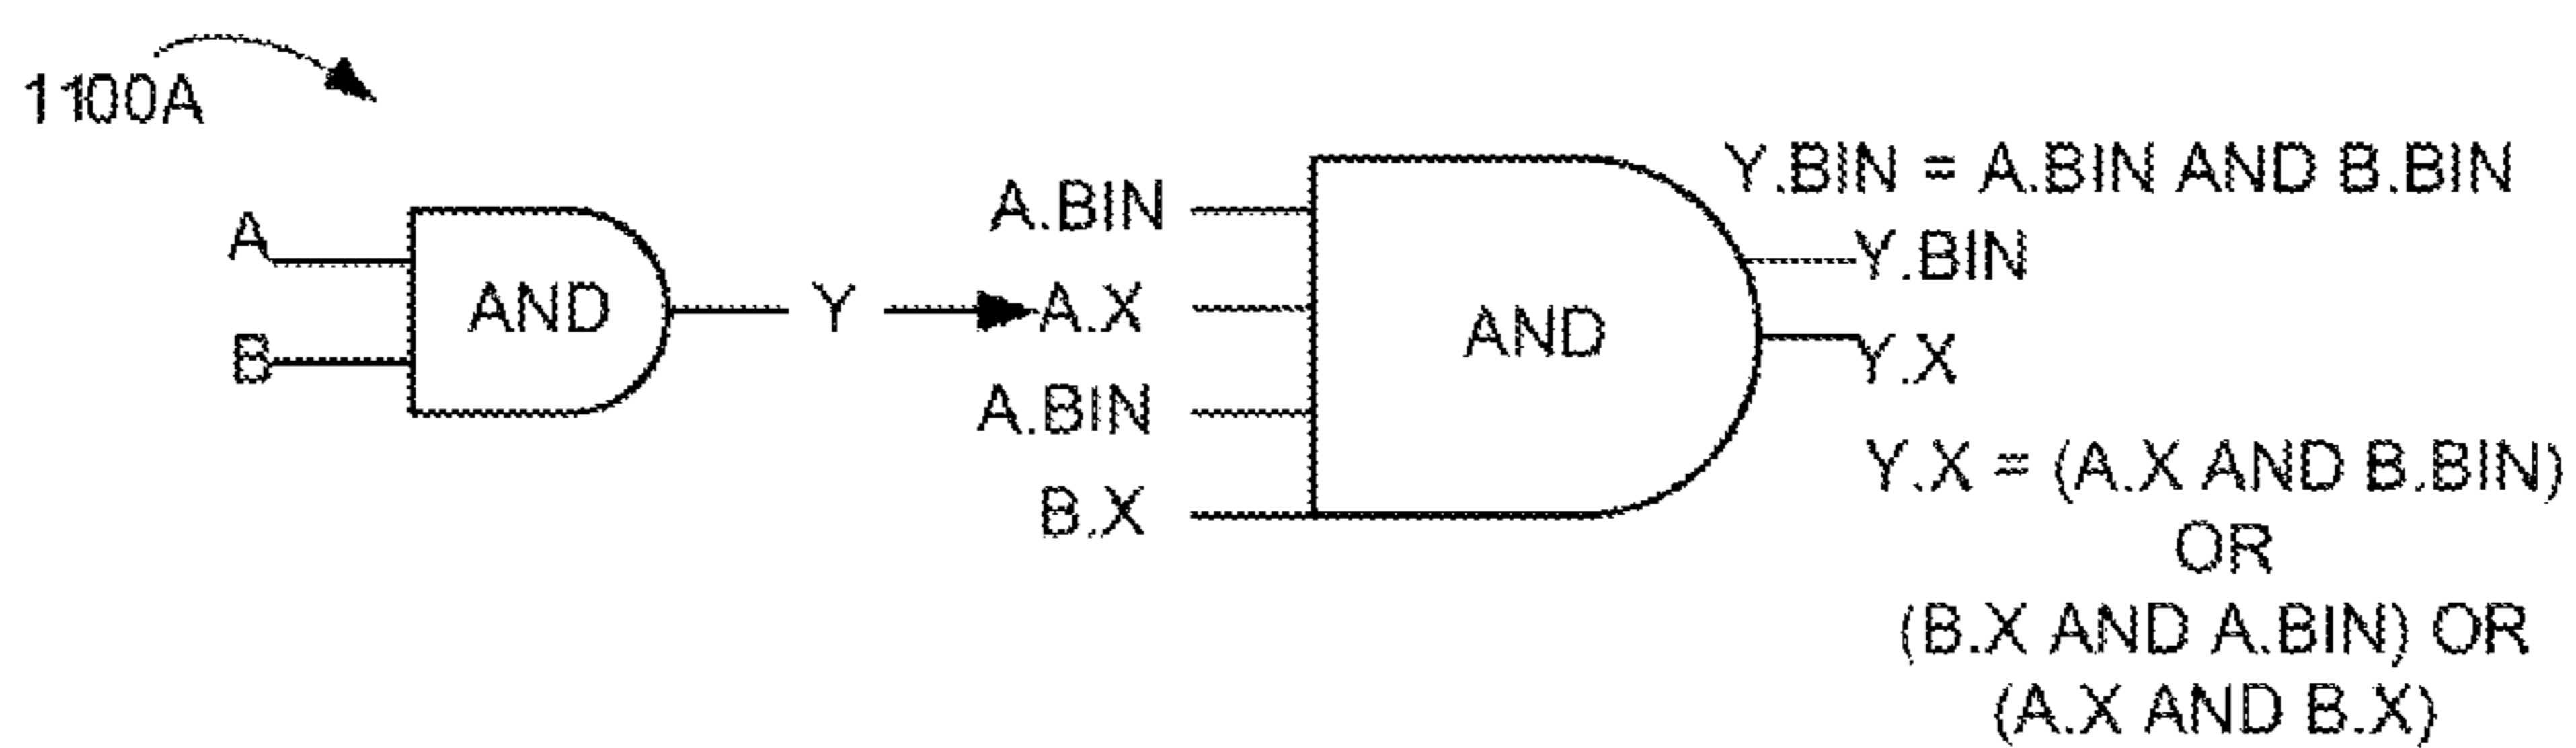 1100A
A
B
AND
Y
A.BIN
A.X
A.BIN
B.X
AND
Y.BIN = A.BIN AND B.BIN
Y.BIN
Y.X
Y.X = (A.X AND B.BIN)
OR
(B.X AND A.BIN) OR
(A.X AND B.X)